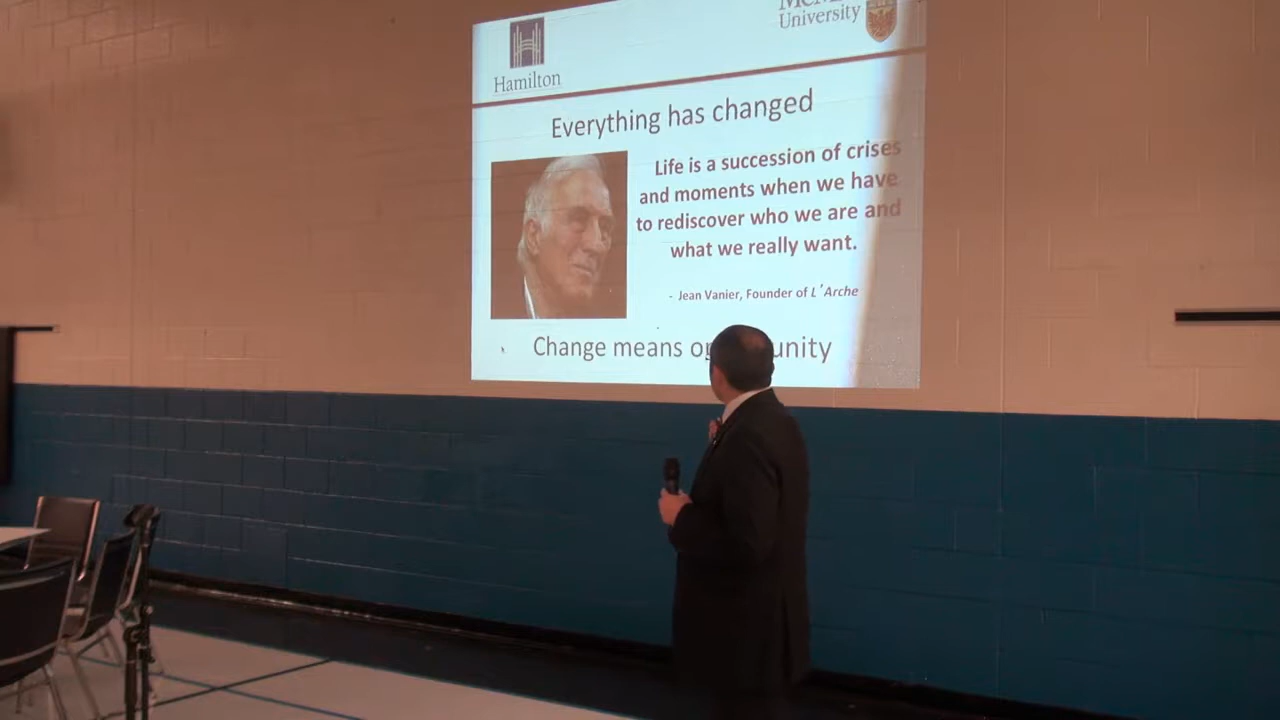 Hamilton
University
Everything has changed
Life is a succession of crises
and moments when we have
to rediscover who we are and
what we really want.
- Jean Vanier, Founder of L'Arche
Change means